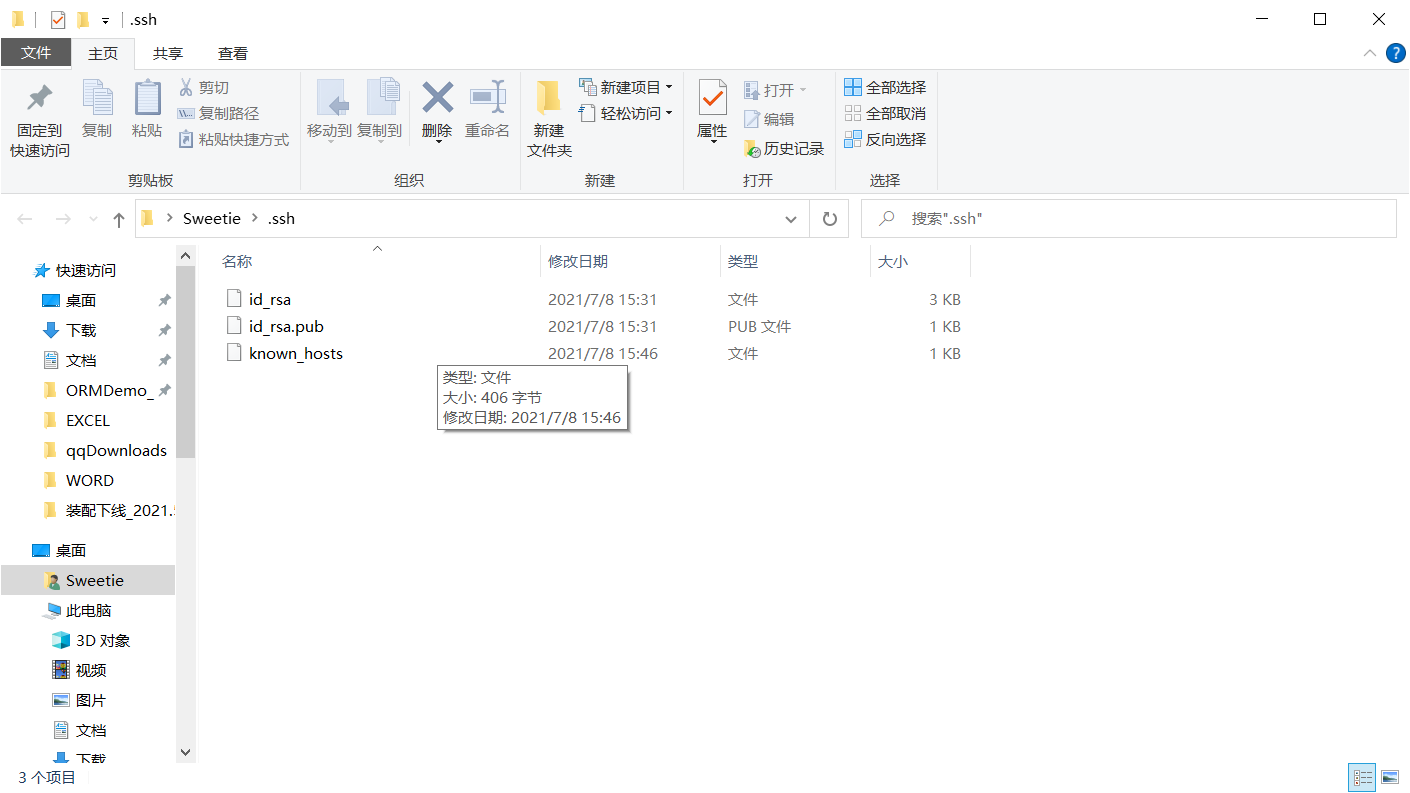 .ssh
文件 主页 共享 查看
固定到
快速访问
复制
粘贴
剪切
复制路径
粘贴快捷方式
剪贴板
移动到 复制到 删除 重命名
组织
新建
文件夹
新建项目
轻松访问
新建
属性
打开
编辑
历史记录
打开
全部选择
全部取消
反向选择
选择
Sweetie .ssh
搜索".ssh"
快速访问
桌面
下载
文档
ORMDemo_
EXCEL
qqDownloads
WORD
装配下线_2021.
桌面
Sweetie
此电脑
3D 对象
视频
图片
文档
下载
名称 修改日期 类型 大小
id_rsa 2021/7/8 15:31 文件 3 KB
id_rsa.pub 2021/7/8 15:31 PUB 文件 1 KB
known_hosts 2021/7/8 15:46 文件 1 KB
类型: 文件
大小: 406 字节
修改日期: 2021/7/8 15:46
3 个项目